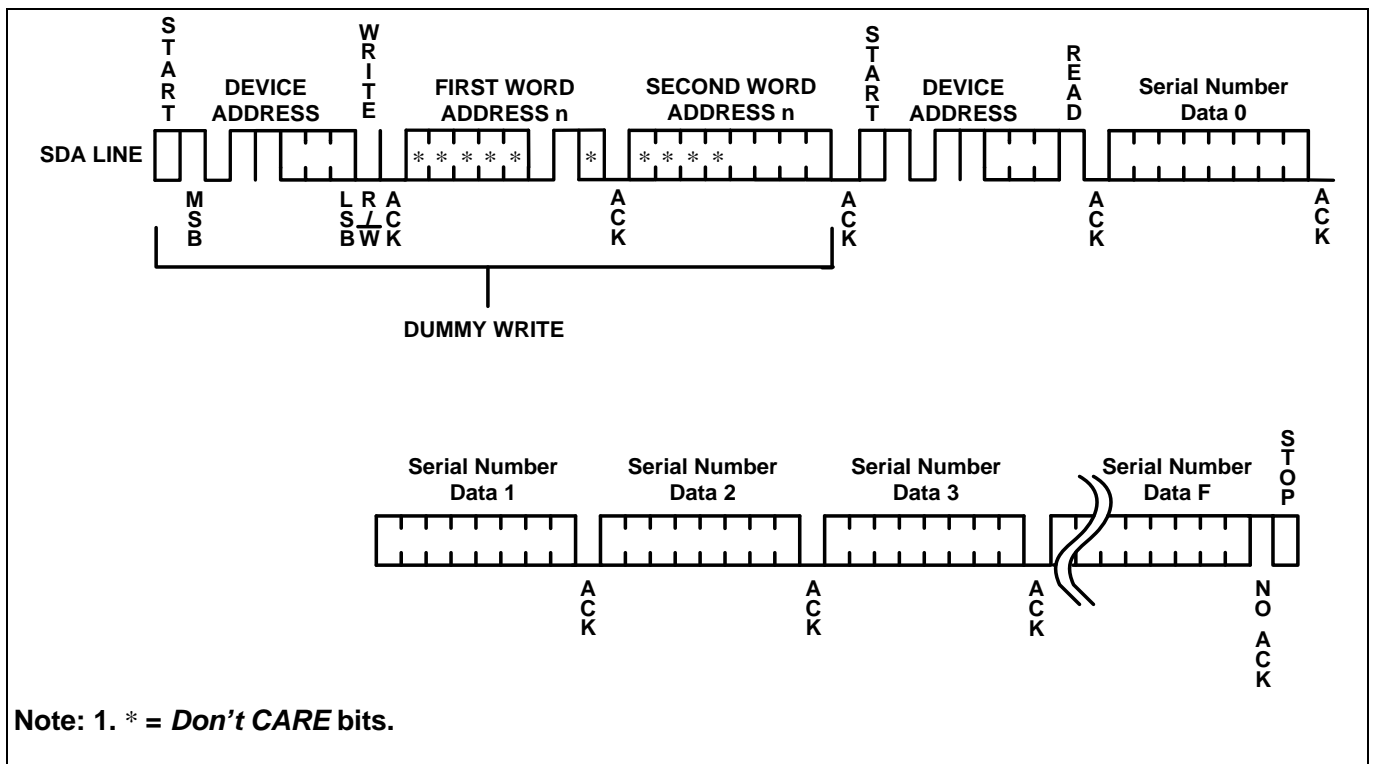 START
DEVICE
ADDRESS
WRITE
FIRST WORD
ADDRESS n
SECOND WORD
ADDRESS n
START
DEVICE
ADDRESS
READ
Serial Number
Data 0
SDA LINE
* * * * *
*
* * * *
MSB
LSB
R/W
ACK
ACK
ACK
ACK
ACK
DUMMY WRITE
Serial Number
Data 1
Serial Number
Data 2
Serial Number
Data 3
Serial Number
Data F
STOP
ACK
ACK
ACK
NO ACK
Note: 1. * = Don't CARE bits.